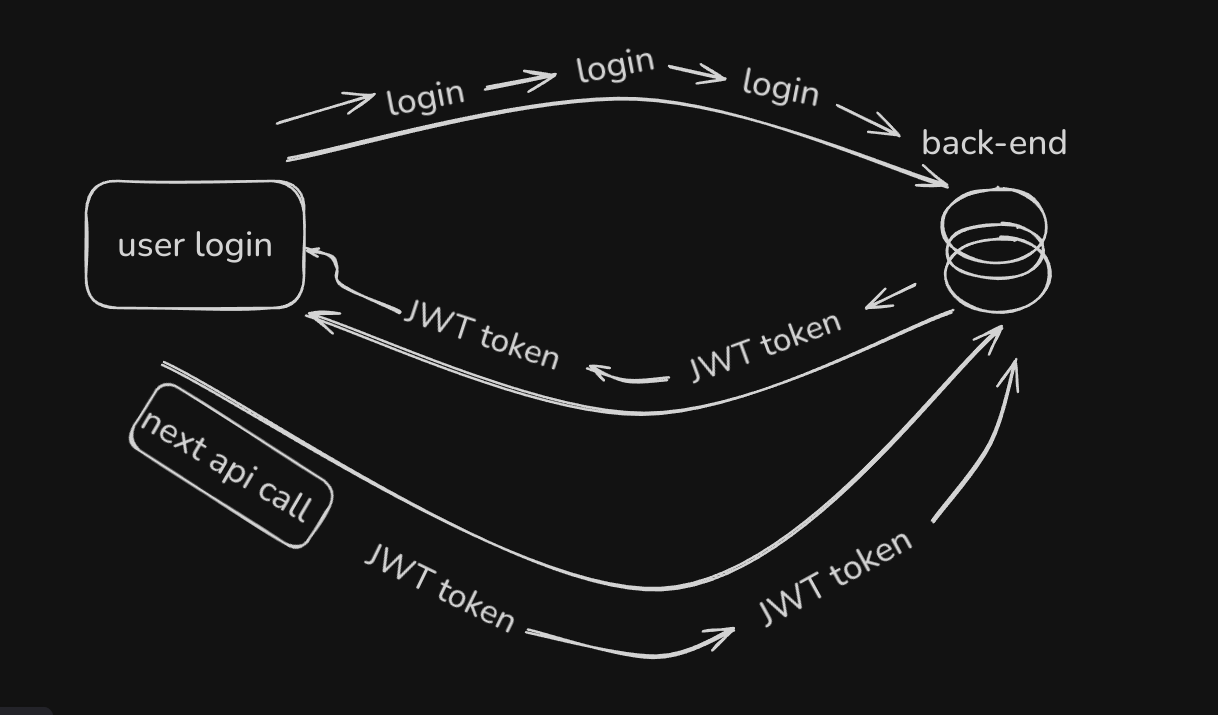 login
login
login
back-end
user login
JWT token
JWT token
next api call
JWT token
JWT token